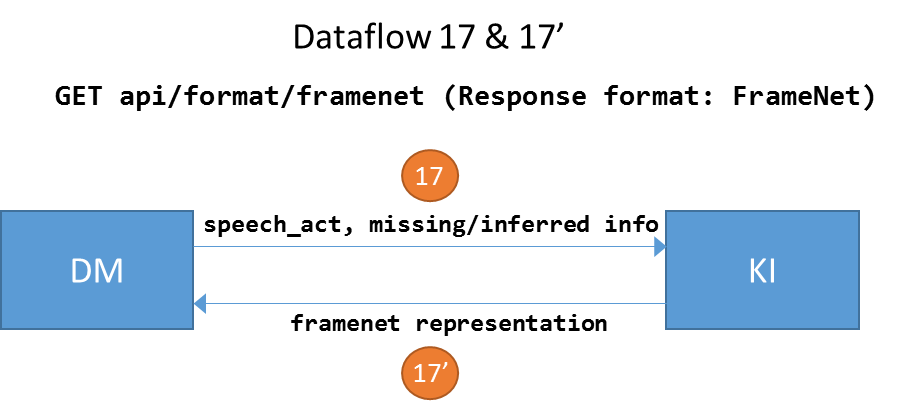 Dataflow 17 & 17’
GET api/format/framenet (Response format: FrameNet)
17
speech_act, missing/inferred info
DM
KI
framenet representation
17’